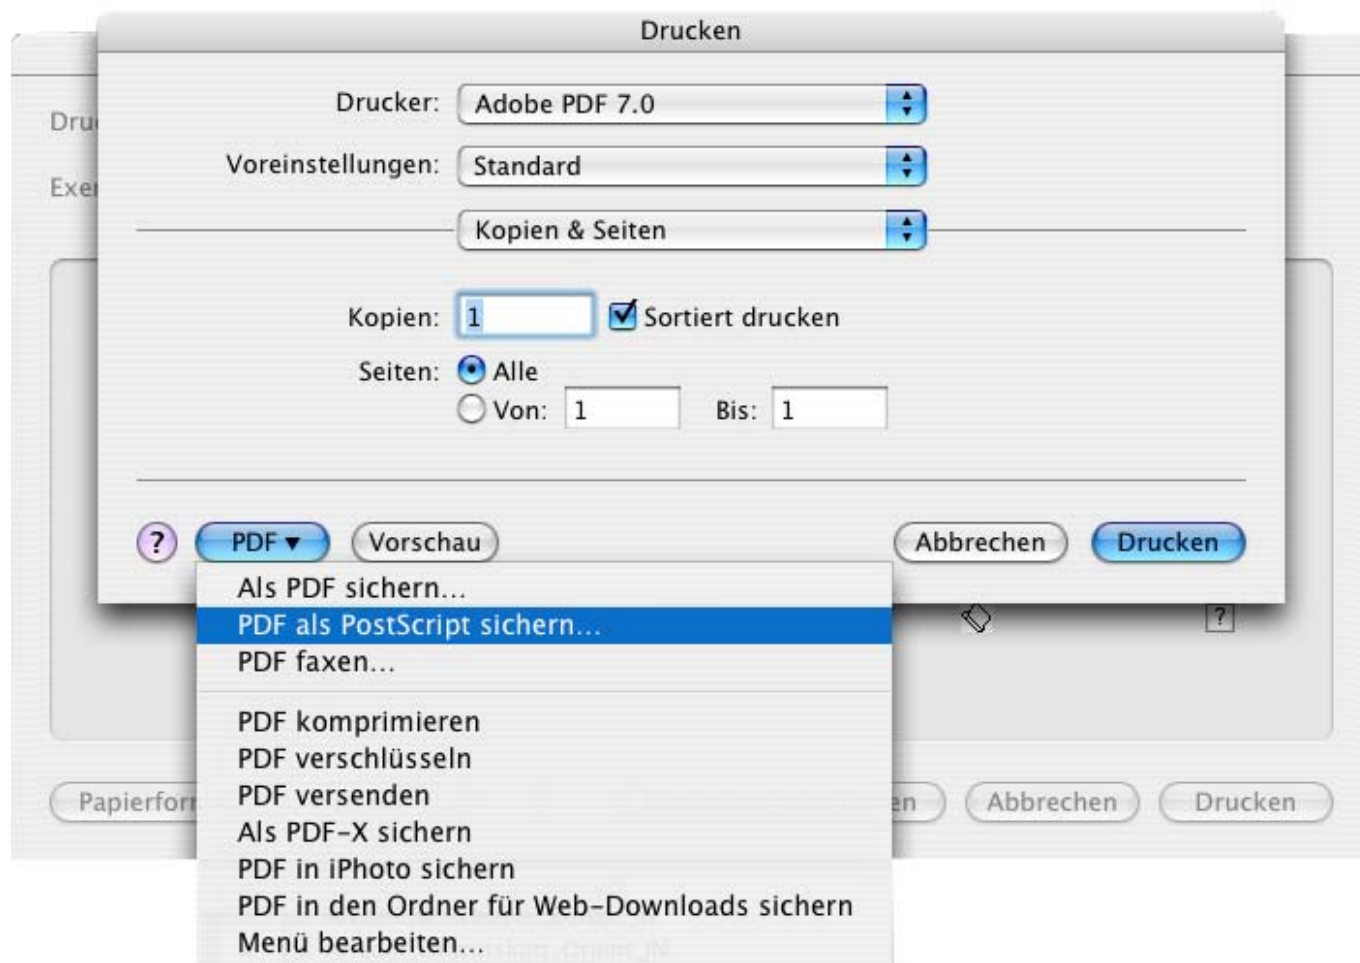 Drucken
Drucker: Adobe PDF 7.0
Voreinstellungen: Standard
Kopien & Seiten
Kopien: 1 Sortiert drucken
Seiten: Alle
Von: 1 Bis: 1
? PDF Vorschau Abbrechen Drucken
Als PDF sichern...
PDF als PostScript sichern...
?
PDF faxen...
PDF komprimieren
PDF verschlüsseln
PDF versenden
Abbrechen Drucken
Als PDF-X sichern
PDF in iPhoto sichern
PDF in den Ordner für Web-Downloads sichern
Menü bearbeiten...